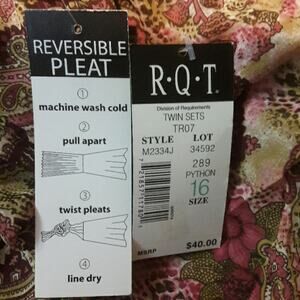 REVERSIBLE
PLEAT
1
machine wash cold
2
pull apart
3
twist pleats
4
line dry
R·Q·T.
Division of Requirements
TWIN SETS
TR07
STYLE LOT
M2334J 34592
289
PYTHON
16
SIZE
MSRP $40.00